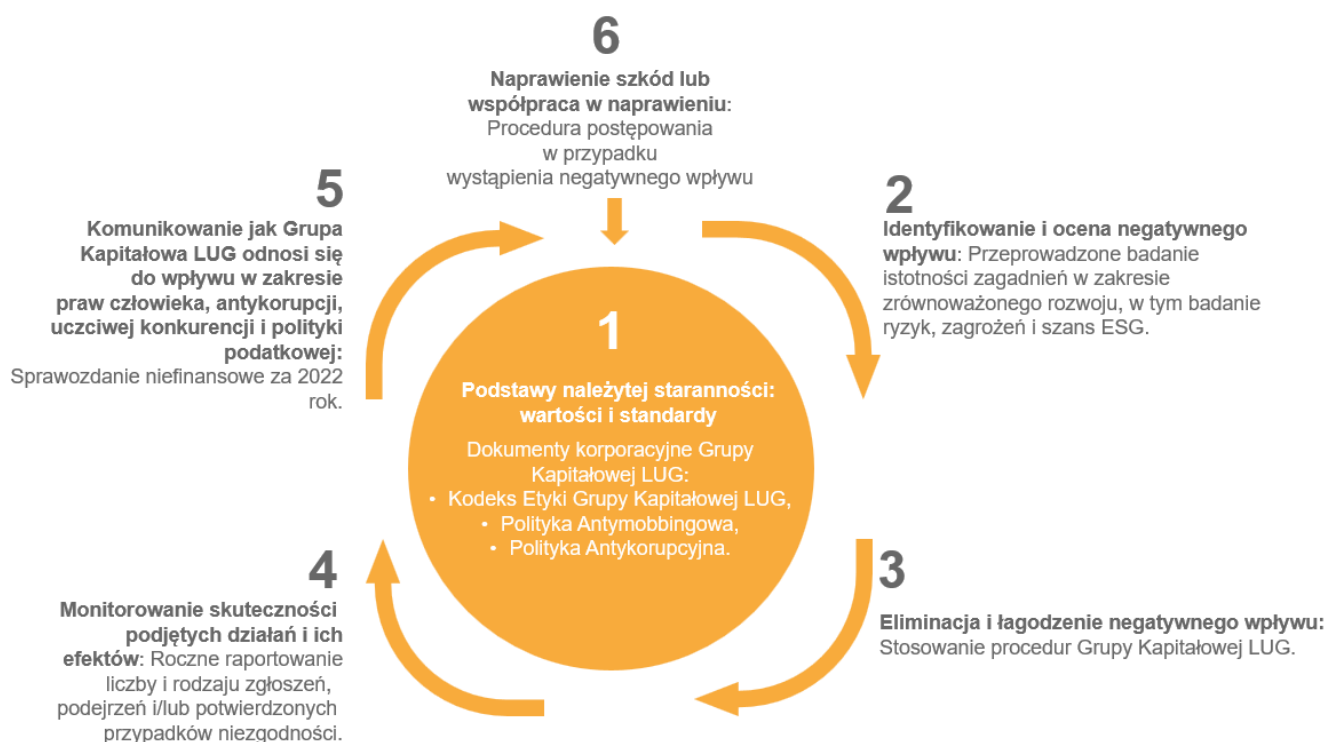 6
Naprawienie szkód lub
współpraca w naprawieniu:
Procedura postępowania
w przypadku
wystąpienia negatywnego wpływu
5
Komunikowanie jak Grupa
Kapitałowa LUG odnosi się
do wpływu w zakresie
praw człowieka, antykorupcji,
uczciwej konkurencji i polityki
podatkowej:
Sprawozdanie niefinansowe za 2022
rok.
2
Identyfikowanie i ocena negatywnego
wpływu: Przeprowadzone badanie
istotności zagadnień w zakresie
zrównoważonego rozwoju, w tym badanie
ryzyk, zagrożeń i szans ESG.
1
Podstawy należytej staranności:
wartości i standardy
Dokumenty korporacyjne Grupy
Kapitałowej LUG:
• Kodeks Etyki Grupy Kapitałowej LUG,
• Polityka Antymobbingowa,
• Polityka Antykorupcyjna.
4
Monitorowanie skuteczności
podjętych działań i ich
efektów: Roczne raportowanie
liczby i rodzaju zgłoszeń,
podejrzeń i/lub potwierdzonych
przypadków niezgodności.
3
Eliminacja i łagodzenie negatywnego wpływu:
Stosowanie procedur Grupy Kapitałowej LUG.